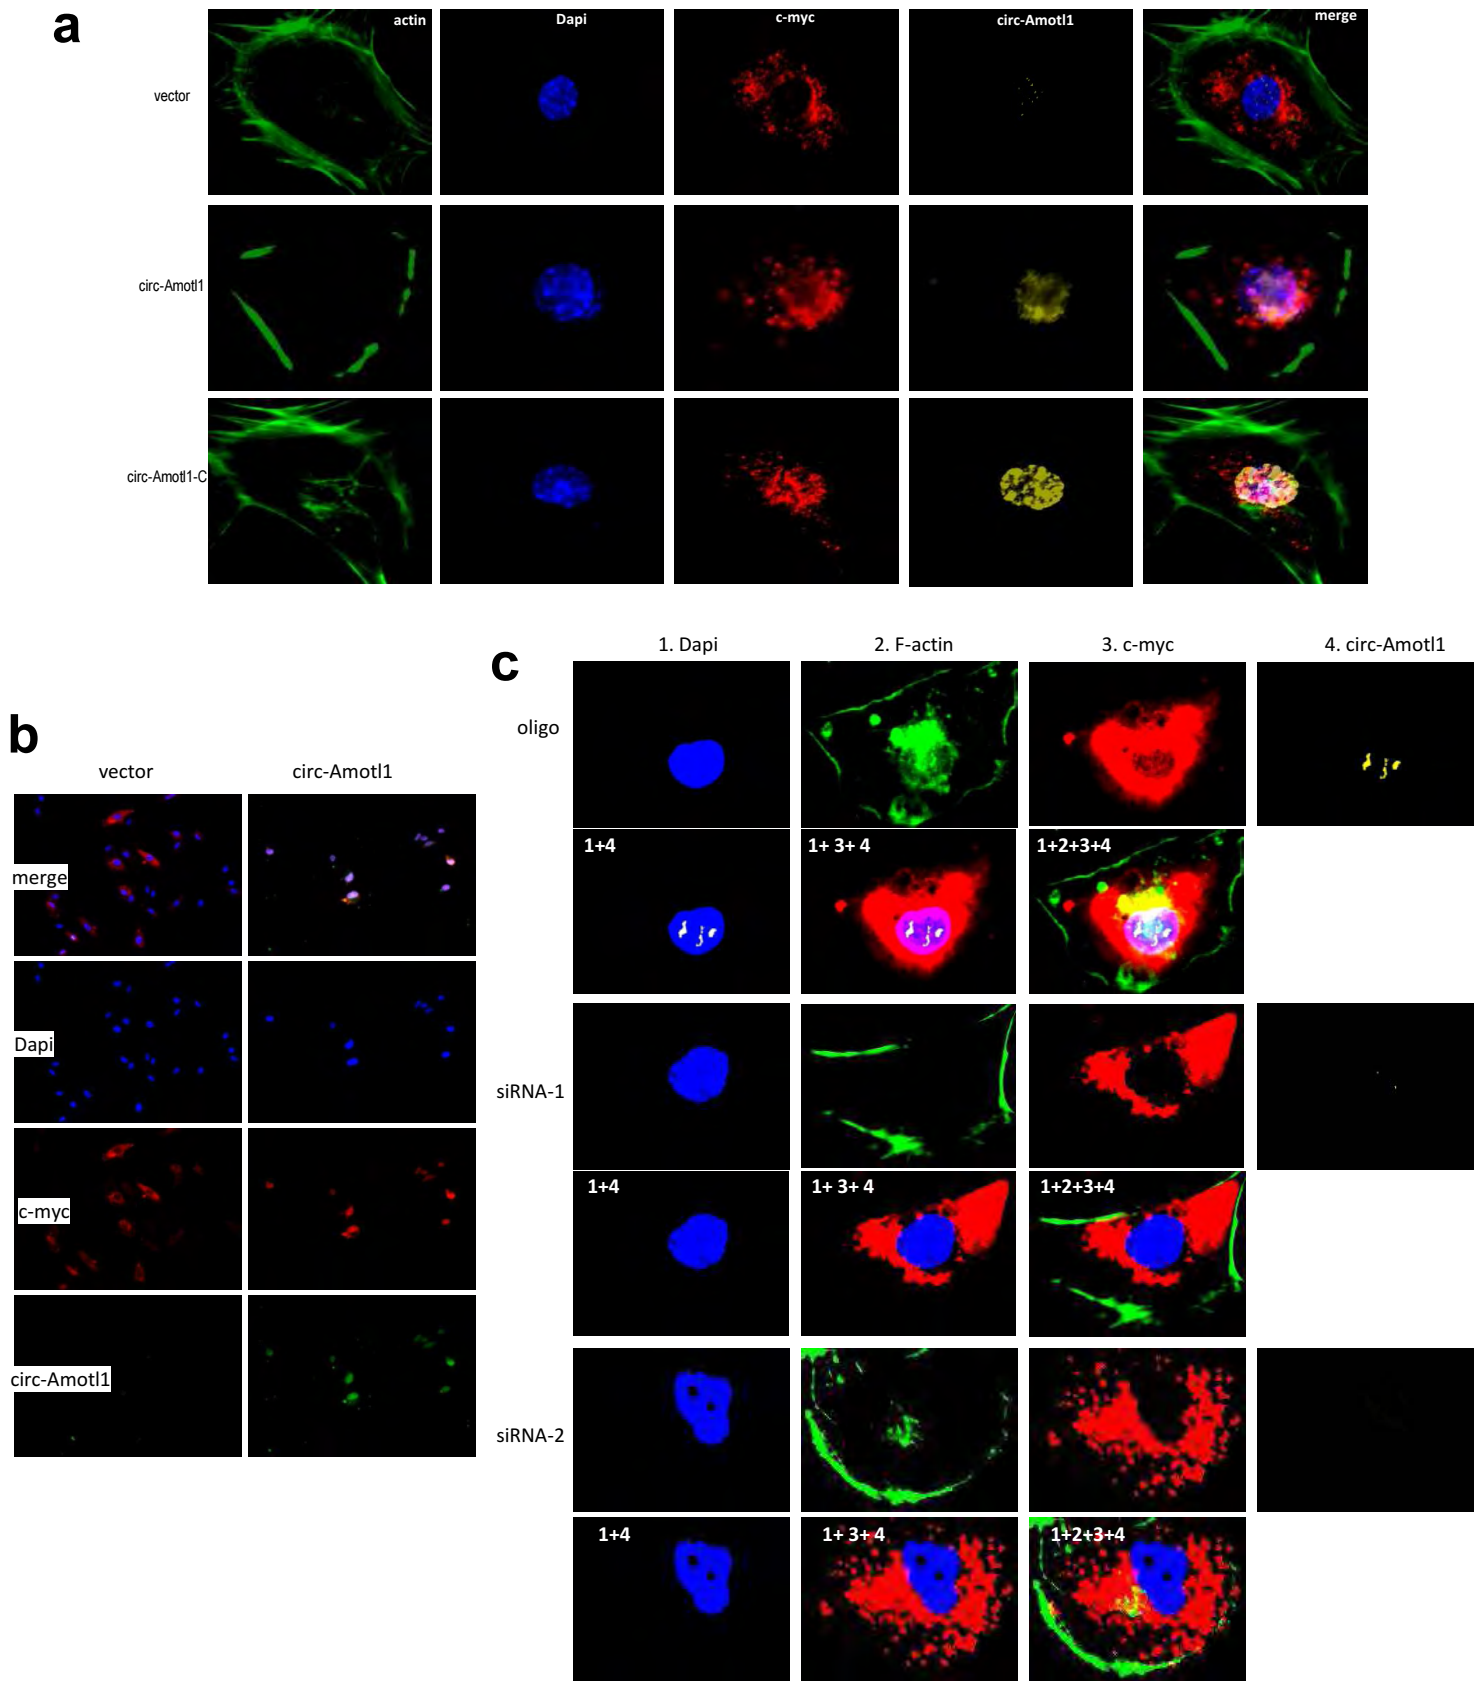 a
actin
Dapi
c-myc
circ-Amotl1
merge
vector
circ-Amotl1
circ-Amotl1-C
b
vector
circ-Amotl1
merge
Dapi
c-myc
circ-Amotl1
c
1. Dapi
2. F-actin
3. c-myc
4. circ-Amotl1
oligo
1+4
1+ 3+ 4
1+2+3+4
siRNA-1
1+4
1+ 3+ 4
1+2+3+4
siRNA-2
1+4
1+ 3+ 4
1+2+3+4